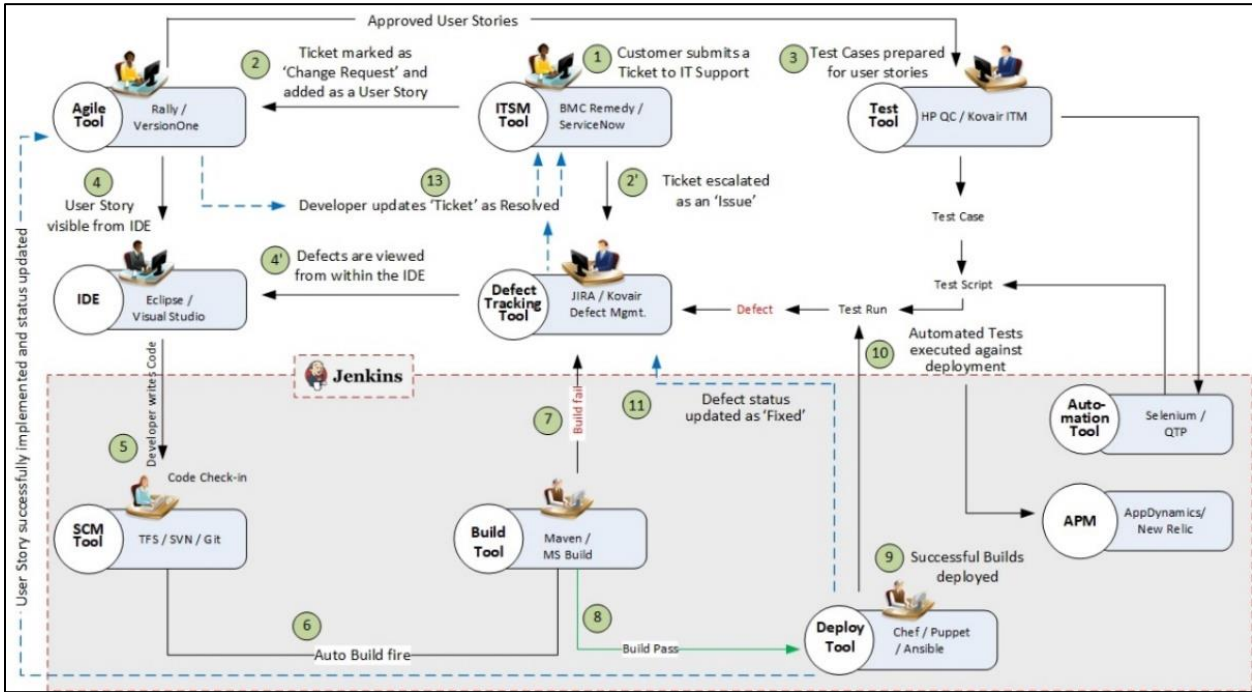 Approved User Stories
2
Ticket marked as
‘Change Request’ and
added as a User Story
1
Customer submits a
Ticket to IT Support
3
Test Cases prepared
for user stories
Agile
Tool
Rally /
VersionOne
ITSM
Tool
BMC Remedy /
ServiceNow
Test
Tool
HP QC / Kovair ITM
4
User Story
visible from IDE
13
Developer updates ‘Ticket’ as Resolved
2'
Ticket escalated
as an ‘Issue’
Test Case
4'
Defects are viewed
from within the IDE
IDE
Eclipse /
Visual Studio
Defect
Tracking
Tool
JIRA / Kovair
Defect Mgmt.
Defect
Test Run
Test Script
10
Automated Tests
executed against
deployment
User Story successfully implemented and status updated
Jenkins
Developer writes Code
5
Code Check-in
7
Build fail
11
Defect status
updated as ‘Fixed’
Auto-
mation
Tool
Selenium /
QTP
SCM
Tool
TFS / SVN / Git
Build
Tool
Maven /
MS Build
APM
AppDynamics/
New Relic
9
Successful Builds
deployed
6
Auto Build fire
8
Build Pass
Deploy
Tool
Chef / Puppet
/ Ansible